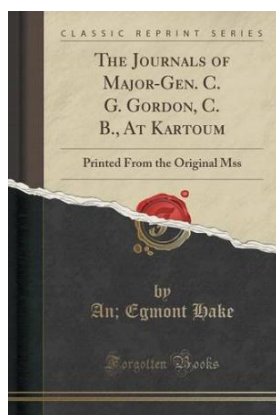 CLASSIC REPRINT SERIES
THE JOURNALS OF
MAJOR-GEN. C.
G. GORDON, C.
B., AT KARTOUM
Printed From the Original Mss
by
An; Egmont Hake
Forgotten Books